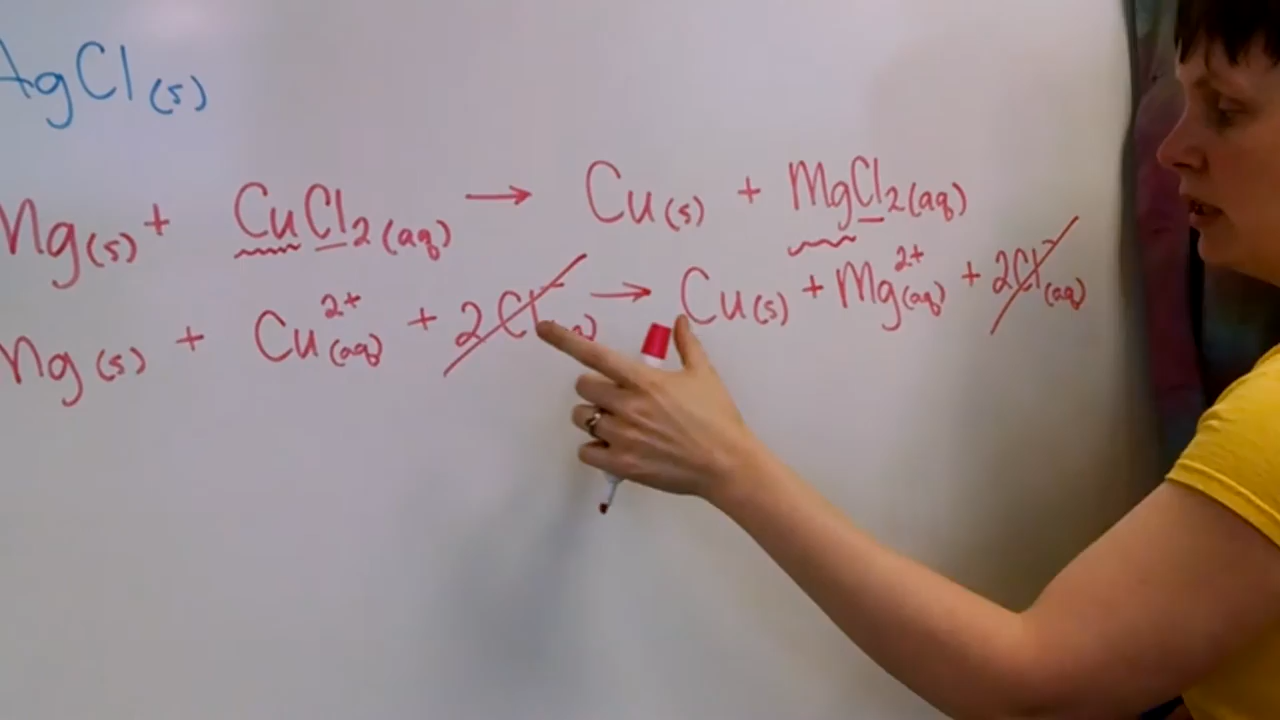 AgCl(s)
Mg(s) + CuCl₂(aq) → Cu(s) + MgCl₂(aq)
Mg(s) + Cu²⁺(aq) + 2Cl⁻(aq) → Cu(s) + Mg²⁺(aq) + 2Cl⁻(aq)